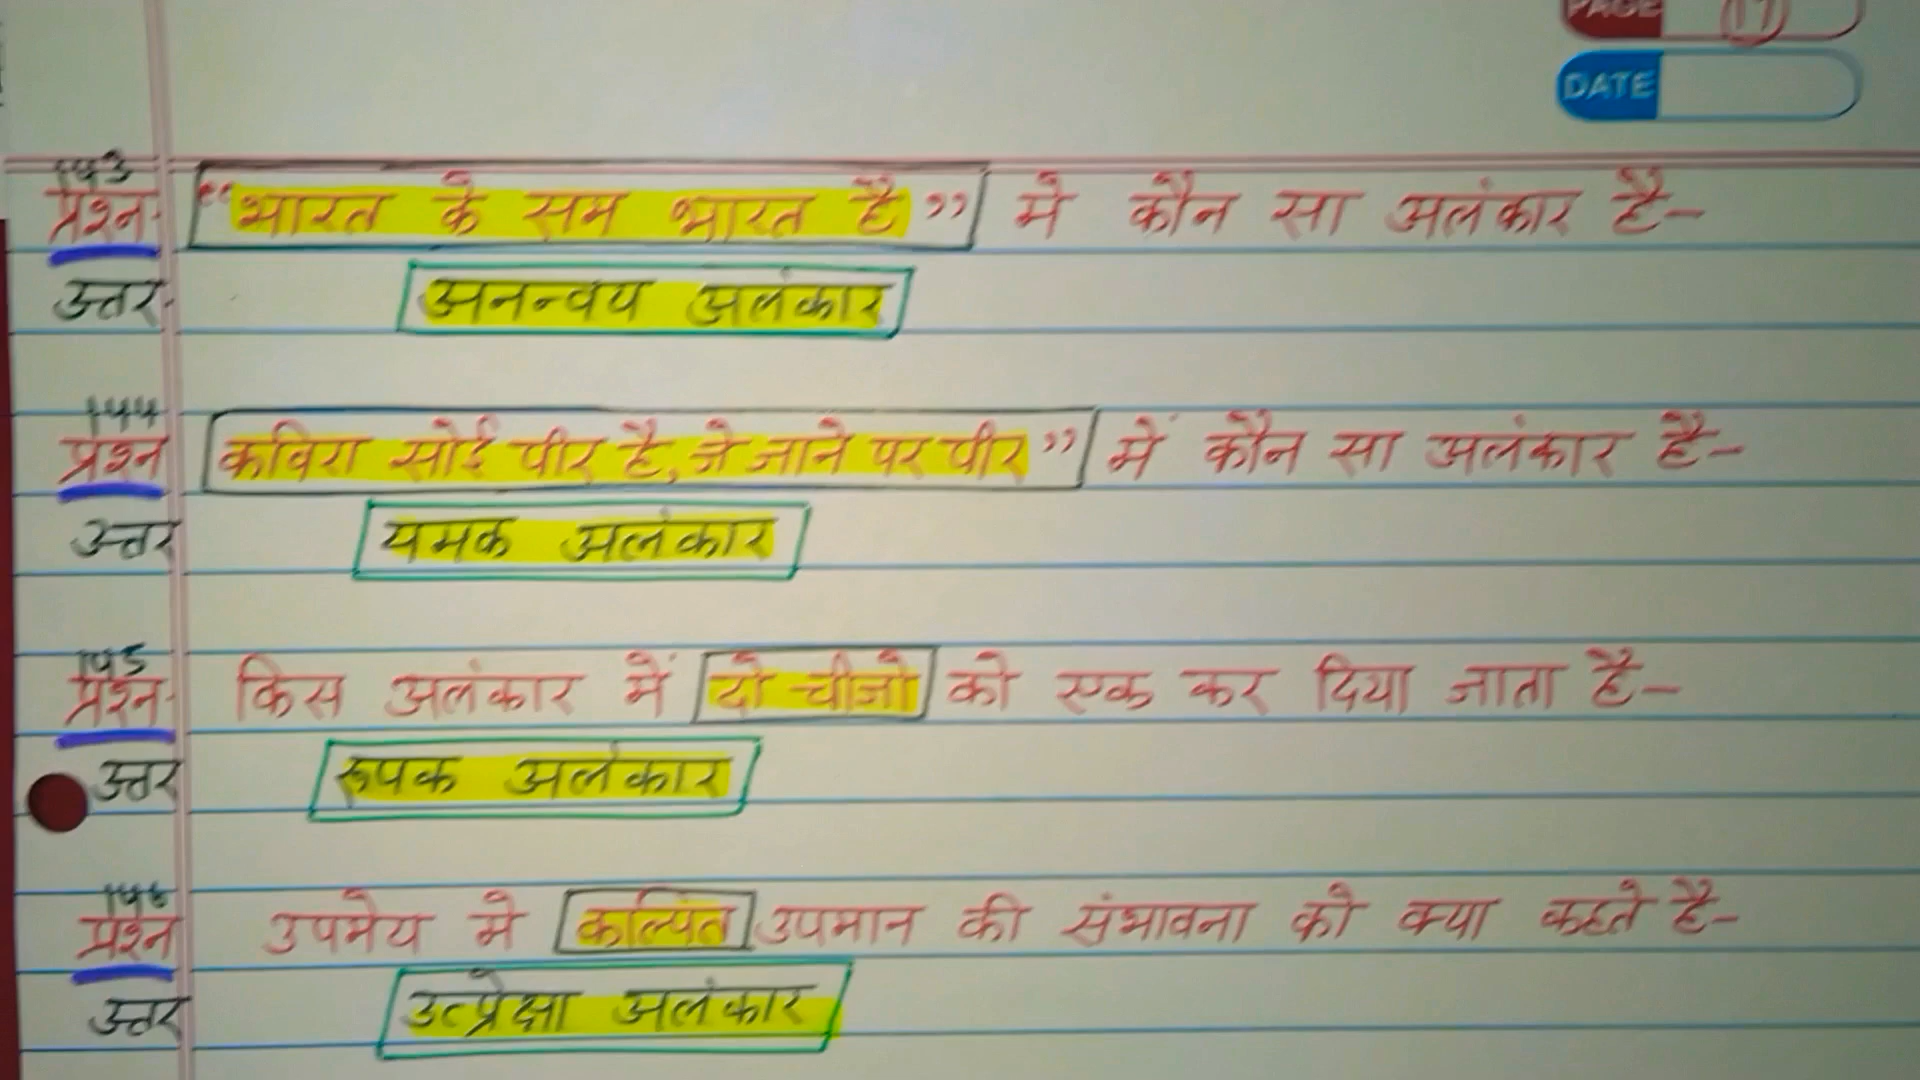 PAGE 17
DATE
143
प्रश्न- “भारत के सम भारत है” मे कौन सा अलंकार है-
उत्तर- अनन्वय अलंकार
144
प्रश्न कविरा सोई पीर है, जे जाने पर पीर” में कौन सा अलंकार है-
उत्तर यमक अलंकार
145
प्रश्न- किस अलंकार में दो चीजो को एक कर दिया जाता है-
उत्तर रूपक अलंकार
146
प्रश्न उपमेय मे कल्पित उपमान की संभावना को क्या कहते है-
उत्तर उत्प्रेक्षा अलंकार